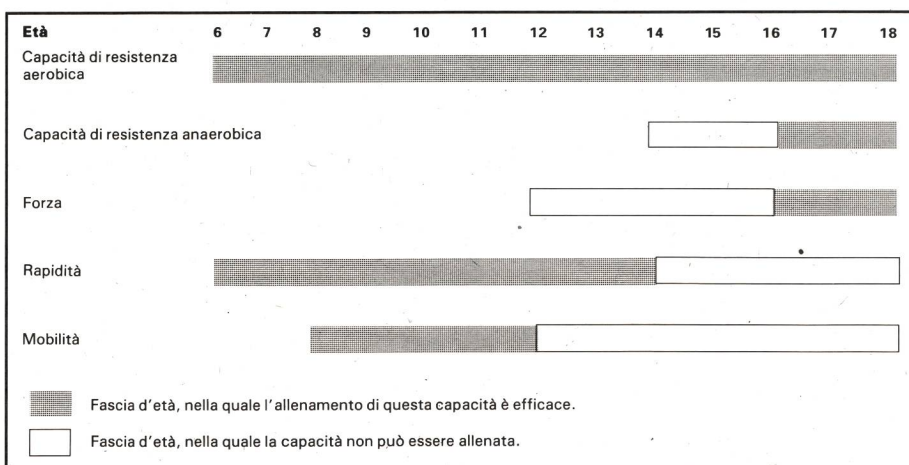 Età 6 7 8 9 10 11 12 13 14 15 16 17 18
Capacità di resistenza
aerobica
Capacità di resistenza anaerobica
Forza
Rapidità
Mobilità
Fascia d'età, nella quale l'allenamento di questa capacità è efficace.
Fascia d'età, nella quale la capacità non può essere allenata.